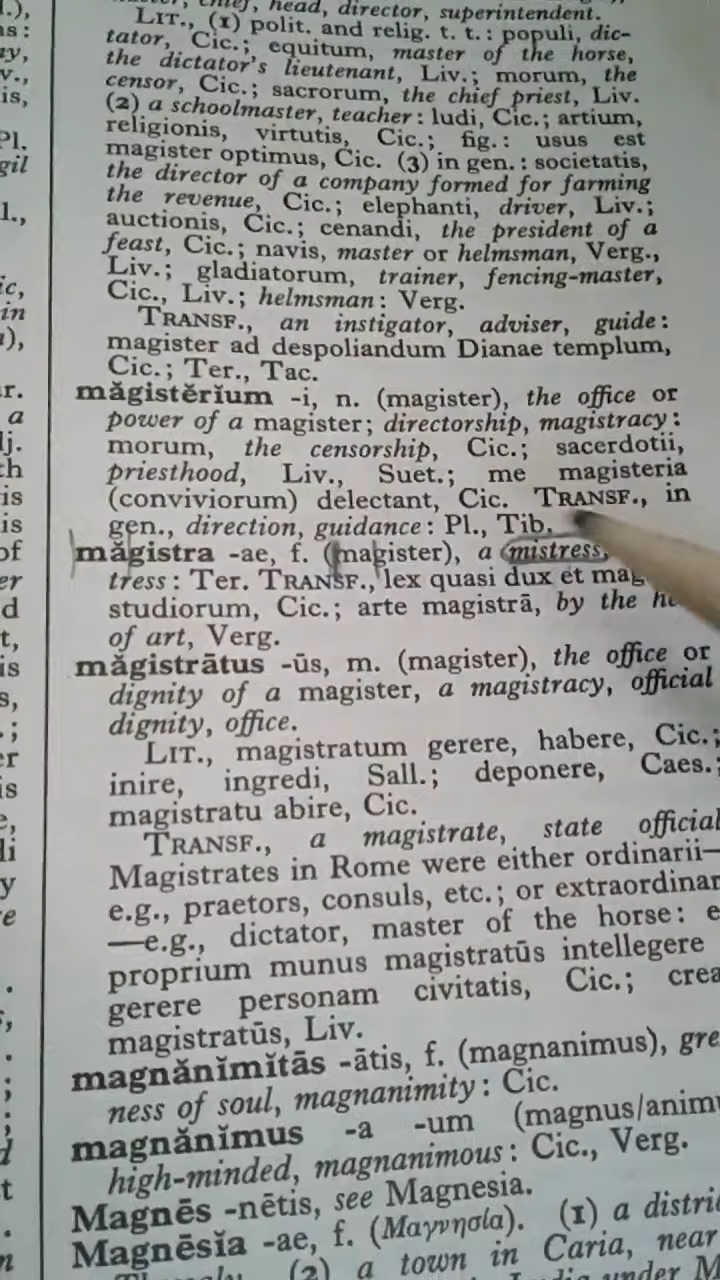 chief, head, director, superintendent.
LIT., (1) polit. and relig. t. t.: populi, dic-
tator, Cic.; equitum, master of the horse,
the dictator's lieutenant, Liv.; morum, the
censor, Cic.; sacrorum, the chief priest, Liv.
(2) a schoolmaster, teacher: ludi, Cic.; artium,
religionis, virtutis, Cic.; fig.: usus est
magister optimus, Cic. (3) in gen.: societatis,
the director of a company formed for farming
the revenue, Cic.; elephanti, driver, Liv.;
auctionis, Cic.; cenandi, the president of a
feast, Cic.; navis, master or helmsman, Verg.,
Liv.; gladiatorum, trainer, fencing-master,
Cic., Liv.; helmsman: Verg.
TRANSF., an instigator, adviser, guide:
magister ad despoliandum Dianae templum,
Cic.; Ter., Tac.
măgistĕrĭum -i, n. (magister), the office or
power of a magister; directorship, magistracy:
morum, the censorship, Cic.; sacerdotii,
priesthood, Liv., Suet.; me magisteria
(conviviorum) delectant, Cic. TRANSF., in
gen., direction, guidance: Pl., Tib.
măgistra -ae, f. (magister), a mistress,
tress: Ter. TRANSF., lex quasi dux et mag
studiorum, Cic.; arte magistrā, by the
of art, Verg.
măgistrātus -ūs, m. (magister), the office or
dignity of a magister, a magistracy, official
dignity, office.
LIT., magistratum gerere, habere, Cic.;
inire, ingredi, Sall.; deponere, Caes.;
magistratu abire, Cic.
TRANSF., a magistrate, state official
Magistrates in Rome were either ordinarii—
e.g., praetors, consuls, etc.; or extraordinar
—e.g., dictator, master of the horse: e
proprium munus magistratūs intellegere
gerere personam civitatis, Cic.; crea
magistratūs, Liv.
magnănĭmĭtās -ātis, f. (magnanimus), gre
ness of soul, magnanimity: Cic.
magnănĭmus -a -um (magnus/animu
high-minded, magnanimous: Cic., Verg.
Magnēs -nētis, see Magnesia.
Magnēsĭa -ae, f. (Μαγνησία). (1) a distri
(2) a town in Caria, near
under M